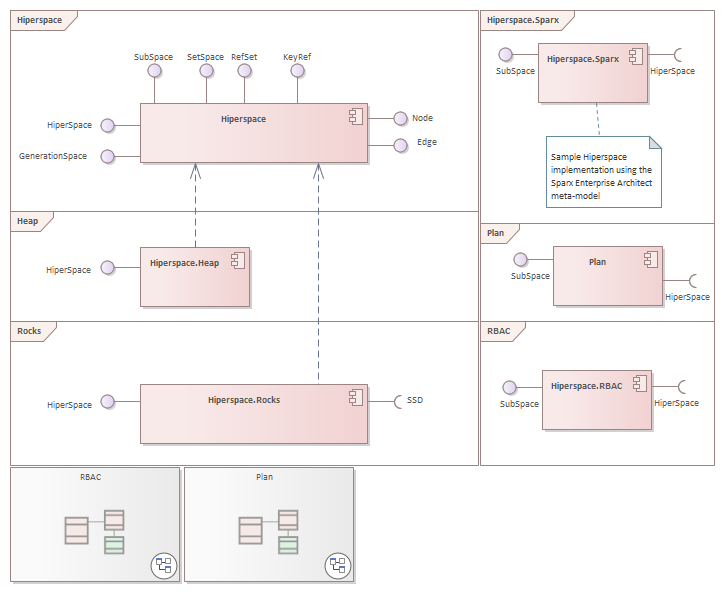 Hiperspace
SubSpace
SetSpace
RefSet
KeyRef
Hiperspace
HiperSpace
GenerationSpace
Node
Edge
Heap
Hiperspace.Heap
HiperSpace
Rocks
Hiperspace.Rocks
HiperSpace
SSD
Hiperspace.Sparx
Hiperspace.Sparx
SubSpace
HiperSpace
Sample Hiperspace
implementation using the
Sparx Enterprise Architect
meta-model
Plan
Plan
SubSpace
HiperSpace
RBAC
Hiperspace.RBAC
SubSpace
HiperSpace
RBAC
Plan